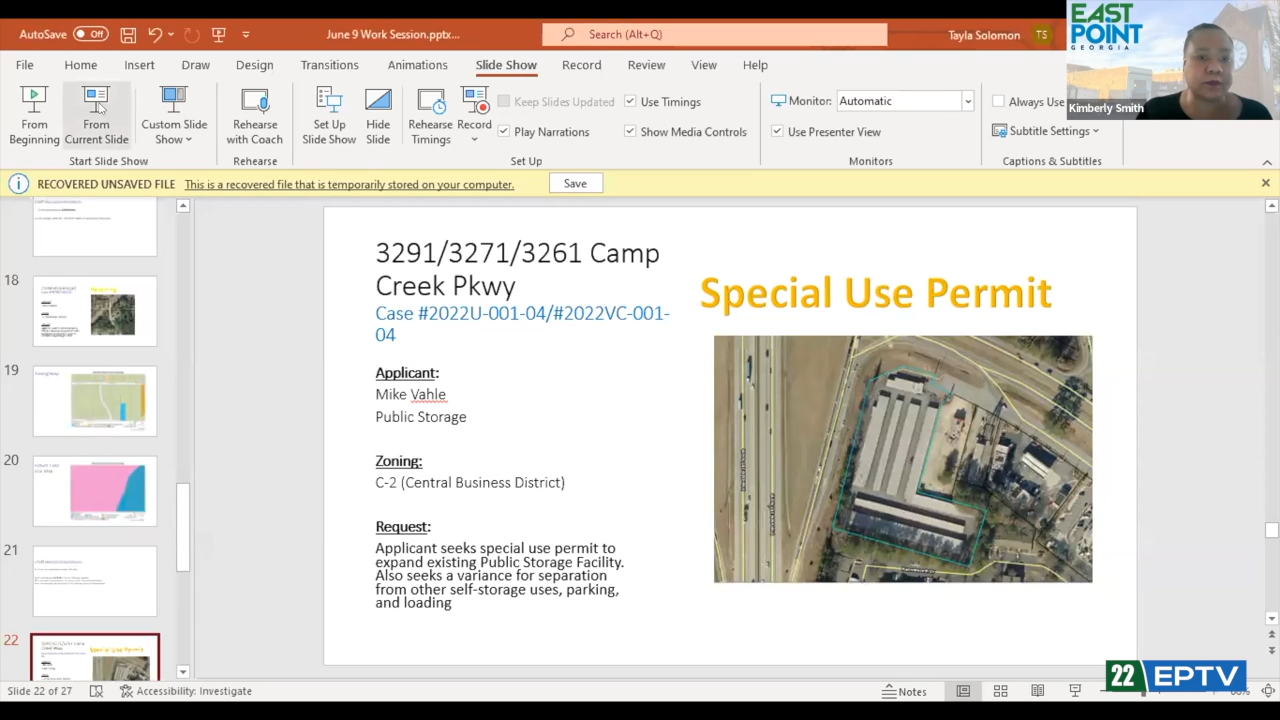 AutoSave Off
June 9 Work Session.pptx...
Search (Alt+Q)
Tayla Solomon TS
EAST
POINT
GEORGIA
Kimberly Smith
File Home Insert Draw Design Transitions Animations Slide Show Record Review View Help
From
Beginning
From
Current Slide
Custom Slide
Show
Start Slide Show
Rehearse
with Coach
Rehearse
Set Up
Slide Show
Hide
Slide
Rehearse
Timings
Record
Keep Slides Updated
Play Narrations
Use Timings
Show Media Controls
Set Up
Monitor: Automatic
Use Presenter View
Monitors
Always Use
Subtitle Settings
Captions & Subtitles
RECOVERED UNSAVED FILE This is a recovered file that is temporarily stored on your computer. Save
18
19
20
21
22
3291/3271/3261 Camp
Creek Pkwy
Case #2022U-001-04/#2022VC-001-
04
Special Use Permit
Applicant:
Mike Vahle
Public Storage
Zoning:
C-2 (Central Business District)
Request:
Applicant seeks special use permit to
expand existing Public Storage Facility.
Also seeks a variance for separation
from other self-storage uses, parking,
and loading
22 EPTV
Slide 22 of 27
Accessibility: Investigate
Notes